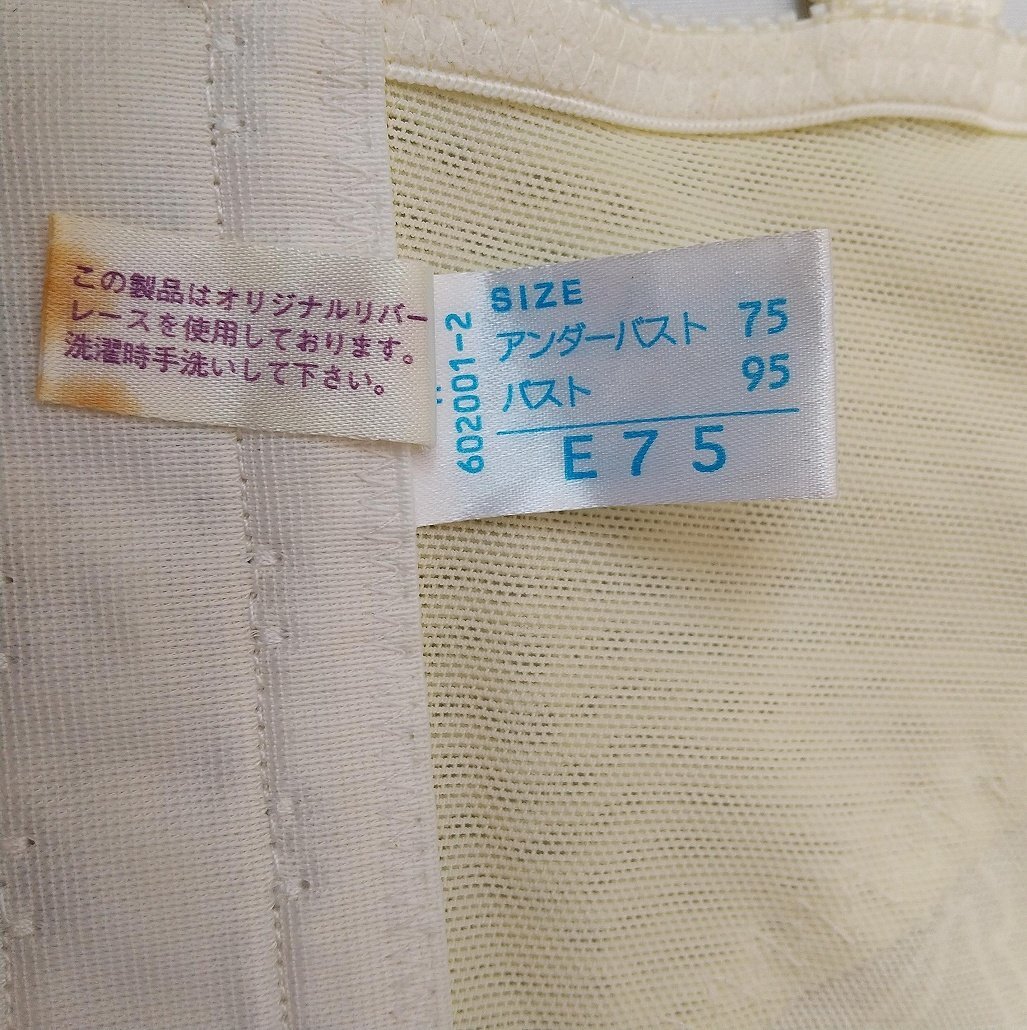 この製品はオリジナルリバー
レースを使用しております。
洗濯時手洗いして下さい。
602001-2
SIZE
アンダーバスト 75
バスト 95
E75